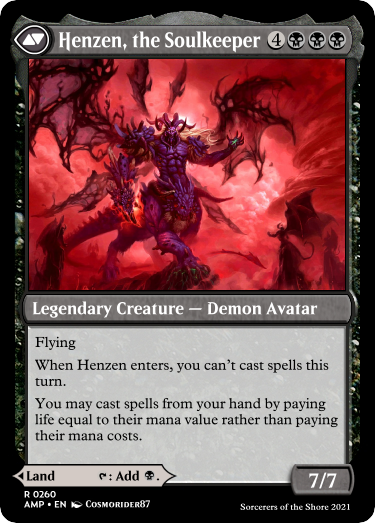 Henzen, the Soulkeeper 4
Legendary Creature — Demon Avatar
Flying
When Henzen enters, you can't cast spells this
turn.
You may cast spells from your hand by paying
life equal to their mana value rather than paying
their mana costs.
Land : Add .
7/7
R 0260
AMP • EN Cosmorider87
Sorcerers of the Shore 2021